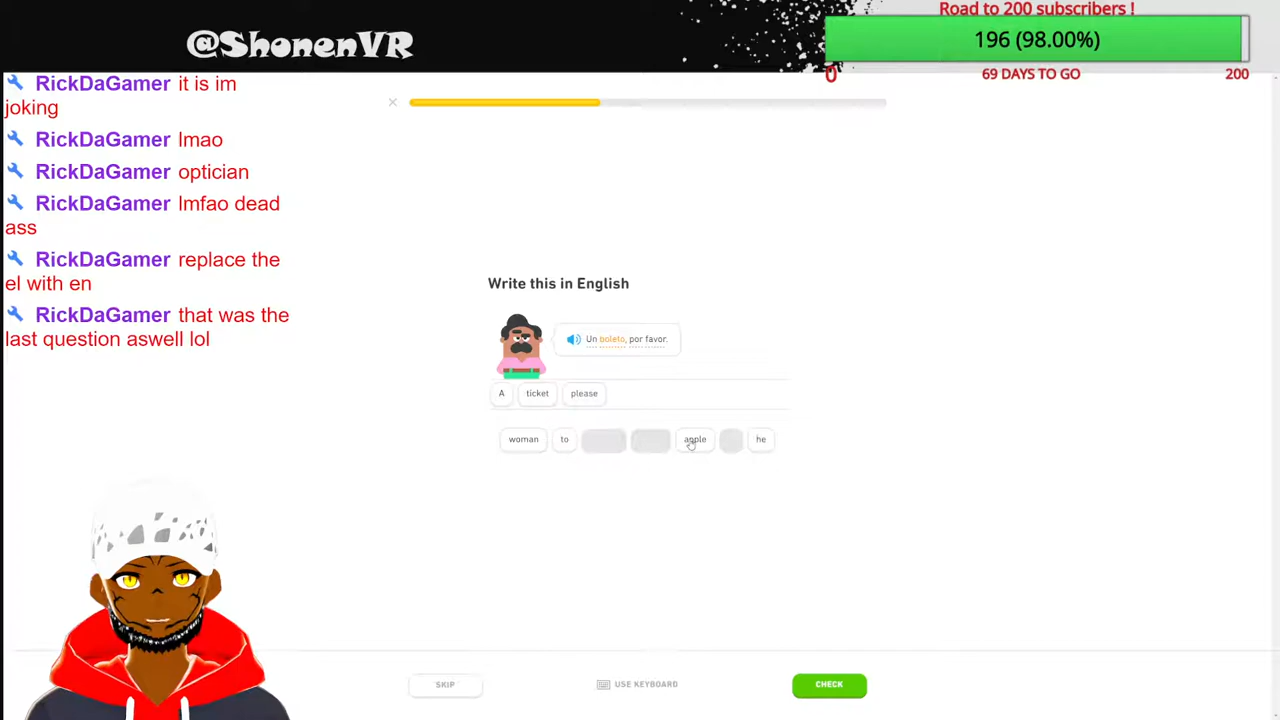 Road to 200 subscribers !
@ShonenVR
196 (98.00%)
0
69 DAYS TO GO
200
RickDaGamer it is im
joking
RickDaGamer lmao
RickDaGamer optician
RickDaGamer lmfao dead
ass
RickDaGamer replace the
el with en
RickDaGamer that was the
last question aswell lol
Write this in English
Un boleto, por favor.
A ticket please
woman to apple he
SKIP
USE KEYBOARD
CHECK